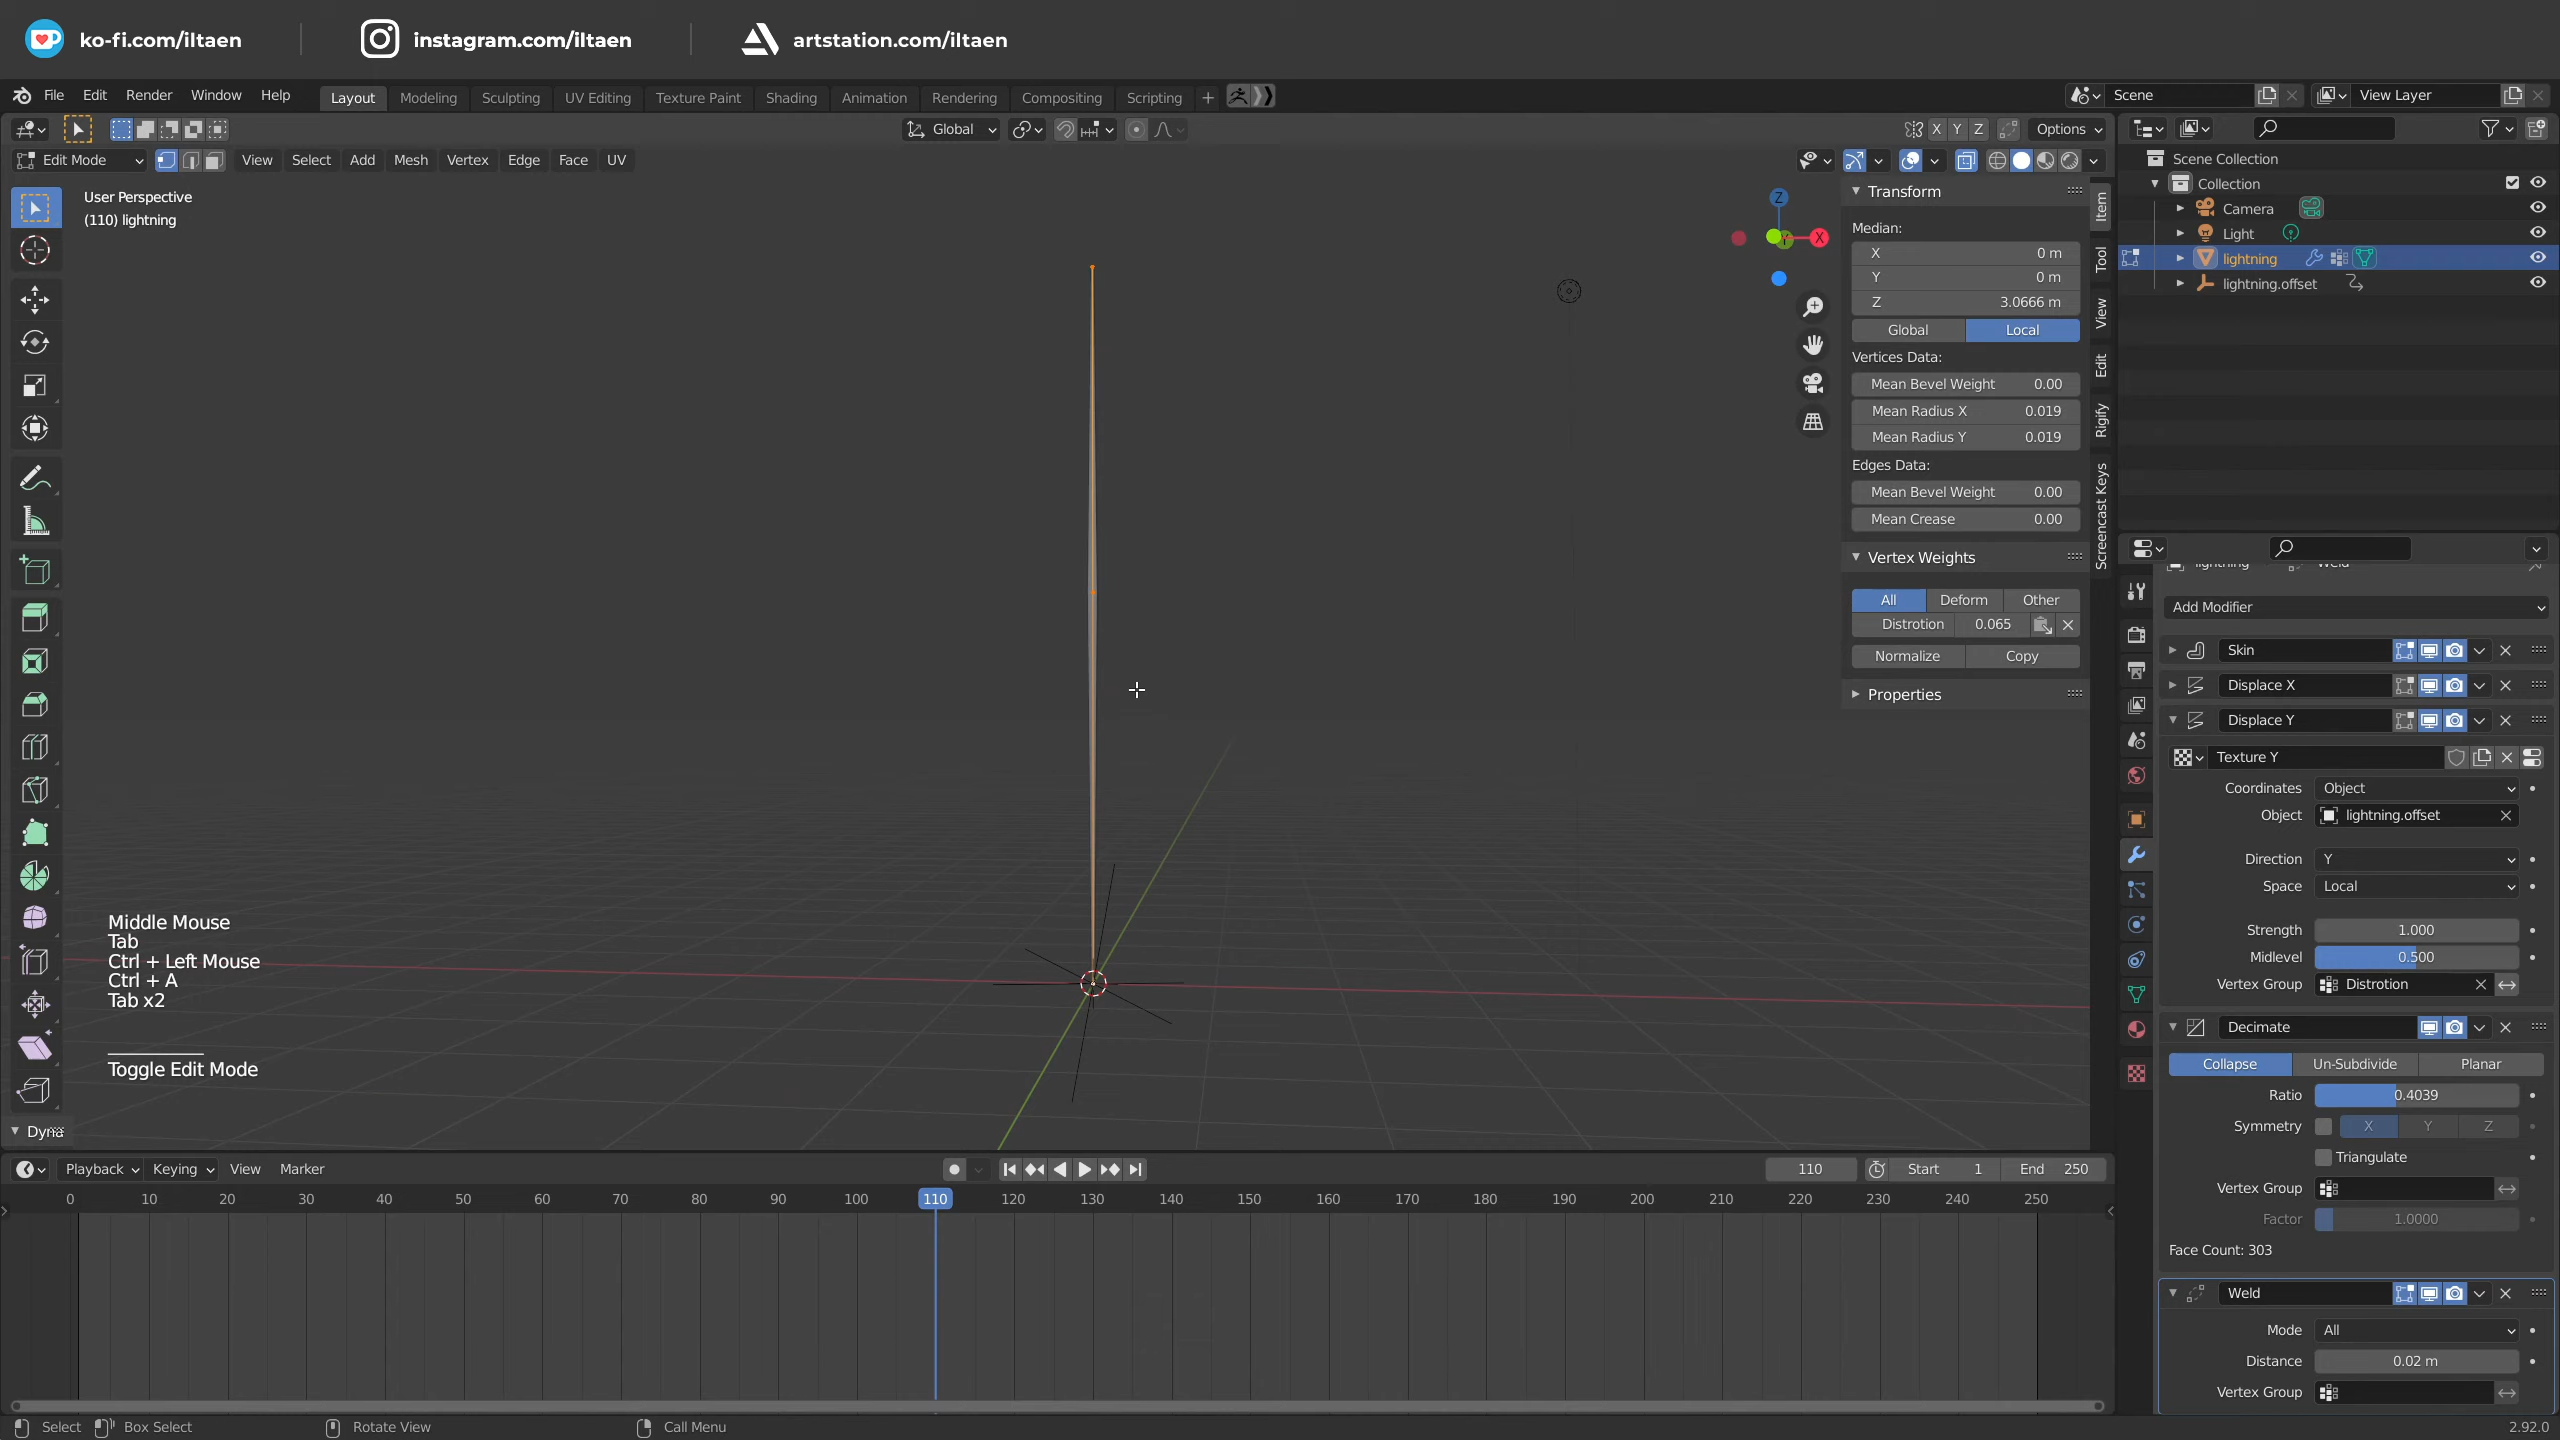 ko-fi.com/iltaen
instagram.com/iltaen
artstation.com/iltaen
File Edit Render Window Help
Layout Modeling Sculpting UV Editing Texture Paint Shading Animation Rendering Compositing Scripting +
Scene
View Layer
Global
X Y Z Options
Edit Mode
View Select Add Mesh Vertex Edge Face UV
User Perspective
(110) lightning
Z
Y
X
Transform
Median:
X 0 m
Y 0 m
Z 3.0666 m
Global Local
Vertices Data:
Mean Bevel Weight 0.00
Mean Radius X 0.019
Mean Radius Y 0.019
Edges Data:
Mean Bevel Weight 0.00
Mean Crease 0.00
Vertex Weights
All Deform Other
Distrotion 0.065
Normalize Copy
Properties
Item
Tool
View
Edit
Rigify
Screencast Keys
Scene Collection
Collection
Camera
Light
lightning
lightning.offset
lightning Weld
Add Modifier
Skin
Displace X
Displace Y
Texture Y
Coordinates Object
Object lightning.offset
Direction Y
Space Local
Strength 1.000
Midlevel 0.500
Vertex Group Distrotion
Decimate
Collapse Un-Subdivide Planar
Ratio 0.4039
Symmetry X Y Z
Triangulate
Vertex Group
Factor 1.0000
Face Count: 303
Weld
Mode All
Distance 0.02 m
Vertex Group
Middle Mouse
Tab
Ctrl + Left Mouse
Ctrl + A
Tab x2
Toggle Edit Mode
Playback Keying View Marker
110
Start 1
End 250
0 10 20 30 40 50 60 70 80 90 100 110 120 130 140 150 160 170 180 190 200 210 220 230 240 250
Select Box Select Rotate View Call Menu
2.92.0